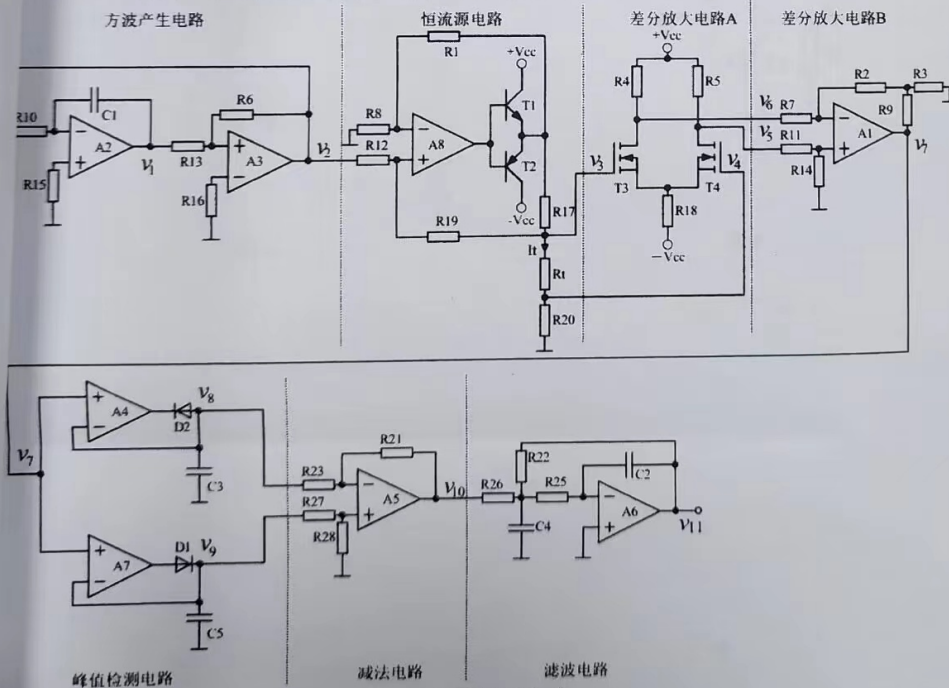 方波产生电路 恒流源电路 差分放大电路A 差分放大电路B
+Vcc
R1
+Vcc
R4 R5
R2 R3
R10 C1 R6 R8 T1 V6 R7 R9
A2 V1 R13 A3 V2 R12 A8 T2 V3 V4 V5 R11 A1 V7
R15 R16 -Vcc T3 T4 R14
R19 R17 R18
It
Rt -Vcc
R20
A4 V8
D2
R21
R22
V7 C3 R23 A5 V10 R26 R25 C2
D1 V9 R27 A6
A7 R28 C4 V11
C5
峰值检测电路 减法电路 滤波电路